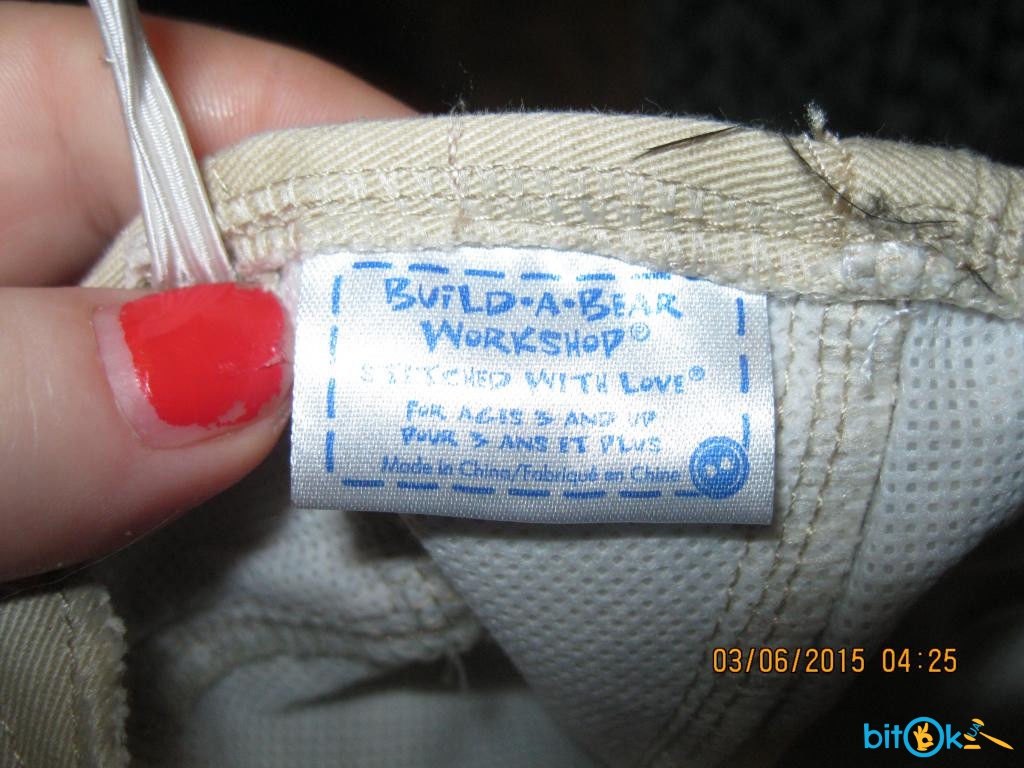 BUILD-A-BEAR
WORKSHOP®
STITCHED WITH LOVE®
FOR AGES 3 AND UP
POUR 3 ANS ET PLUS
Made in China/Fabriqué en Chine
03/06/2015 04:25
bitOk UA